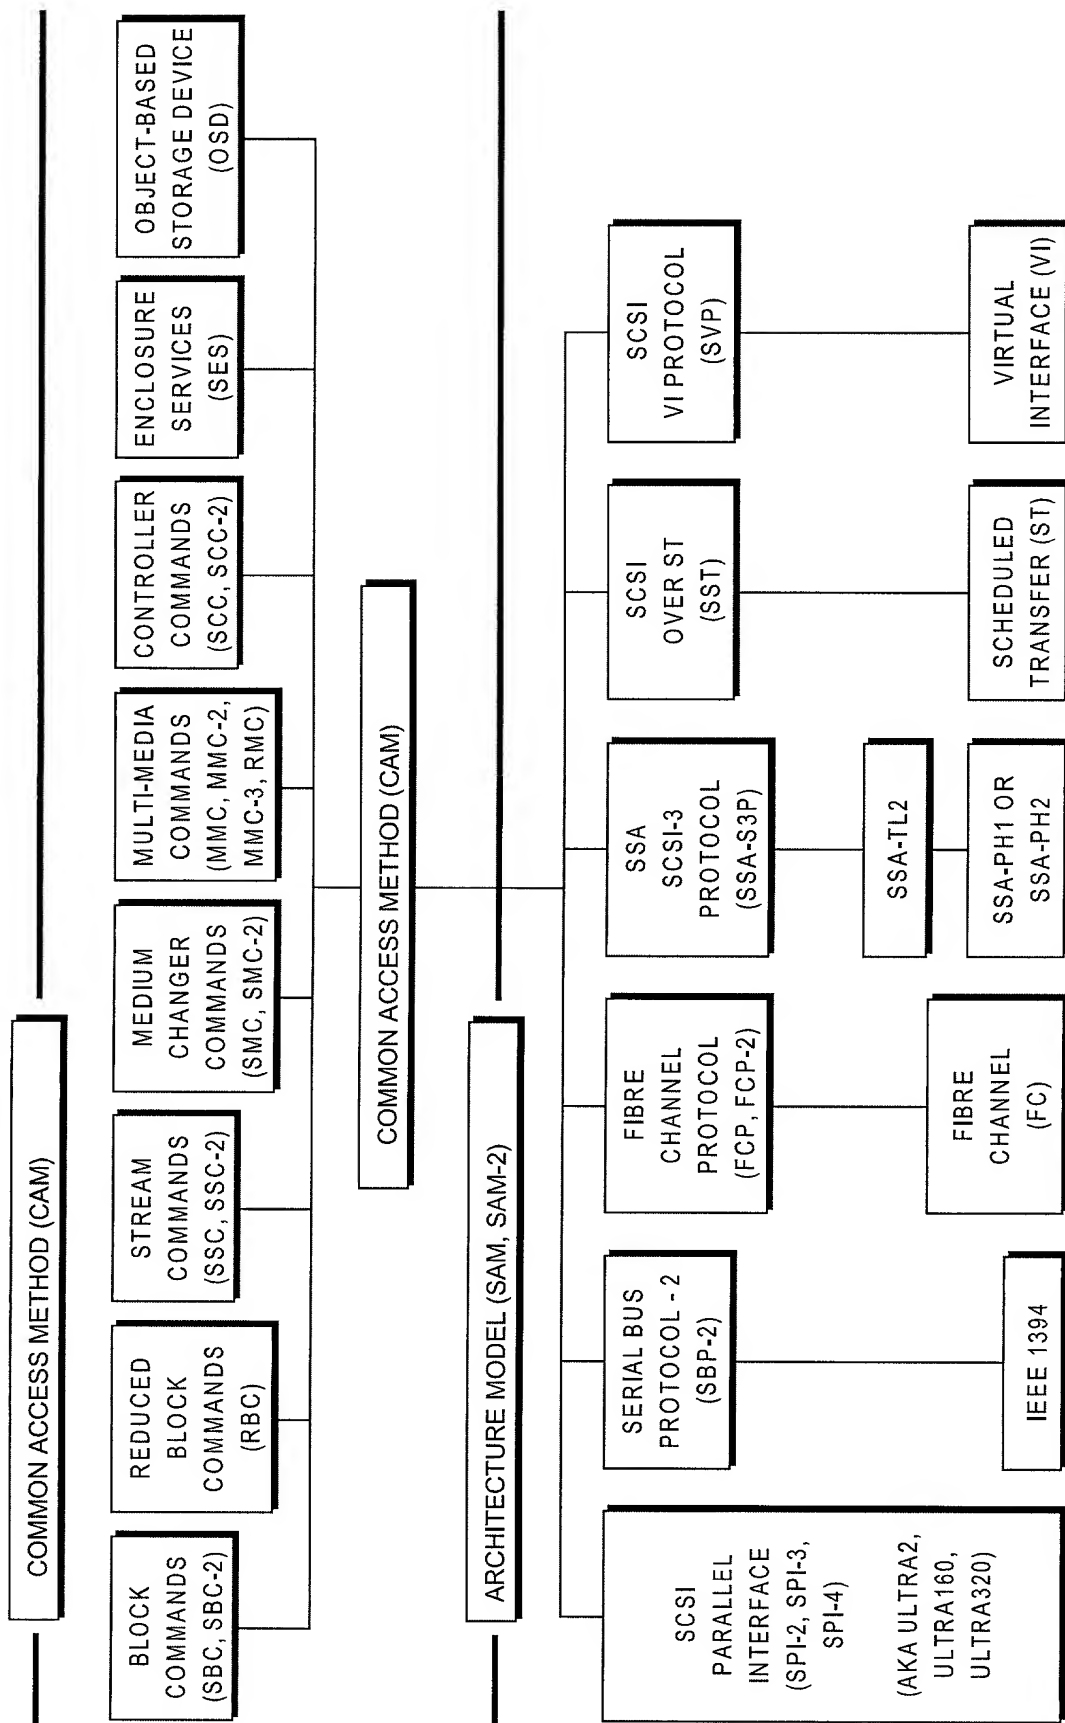 COMMON ACCESS METHOD (CAM)
BLOCK
COMMANDS
(SBC, SBC-2)
REDUCED
BLOCK
COMMANDS
(RBC)
STREAM
COMMANDS
(SSC, SSC-2)
MEDIUM
CHANGER
COMMANDS
(SMC, SMC-2)
MULTI-MEDIA
COMMANDS
(MMC, MMC-2,
MMC-3, RMC)
CONTROLLER
COMMANDS
(SCC, SCC-2)
ENCLOSURE
SERVICES
(SES)
OBJECT-BASED
STORAGE DEVICE
(OSD)
COMMON ACCESS METHOD (CAM)
ARCHITECTURE MODEL (SAM, SAM-2)
SCSI
PARALLEL
INTERFACE
(SPI-2, SPI-3,
SPI-4)
(AKA ULTRA2,
ULTRA160,
ULTRA320)
SERIAL BUS
PROTOCOL - 2
(SBP-2)
FIBRE
CHANNEL
PROTOCOL
(FCP, FCP-2)
SSA
SCSI-3
PROTOCOL
(SSA-S3P)
SCSI
OVER ST
(SST)
SCSI
VI PROTOCOL
(SVP)
SSA-TL2
IEEE 1394
FIBRE
CHANNEL
(FC)
SSA-PH1 OR
SSA-PH2
SCHEDULED
TRANSFER (ST)
VIRTUAL
INTERFACE (VI)